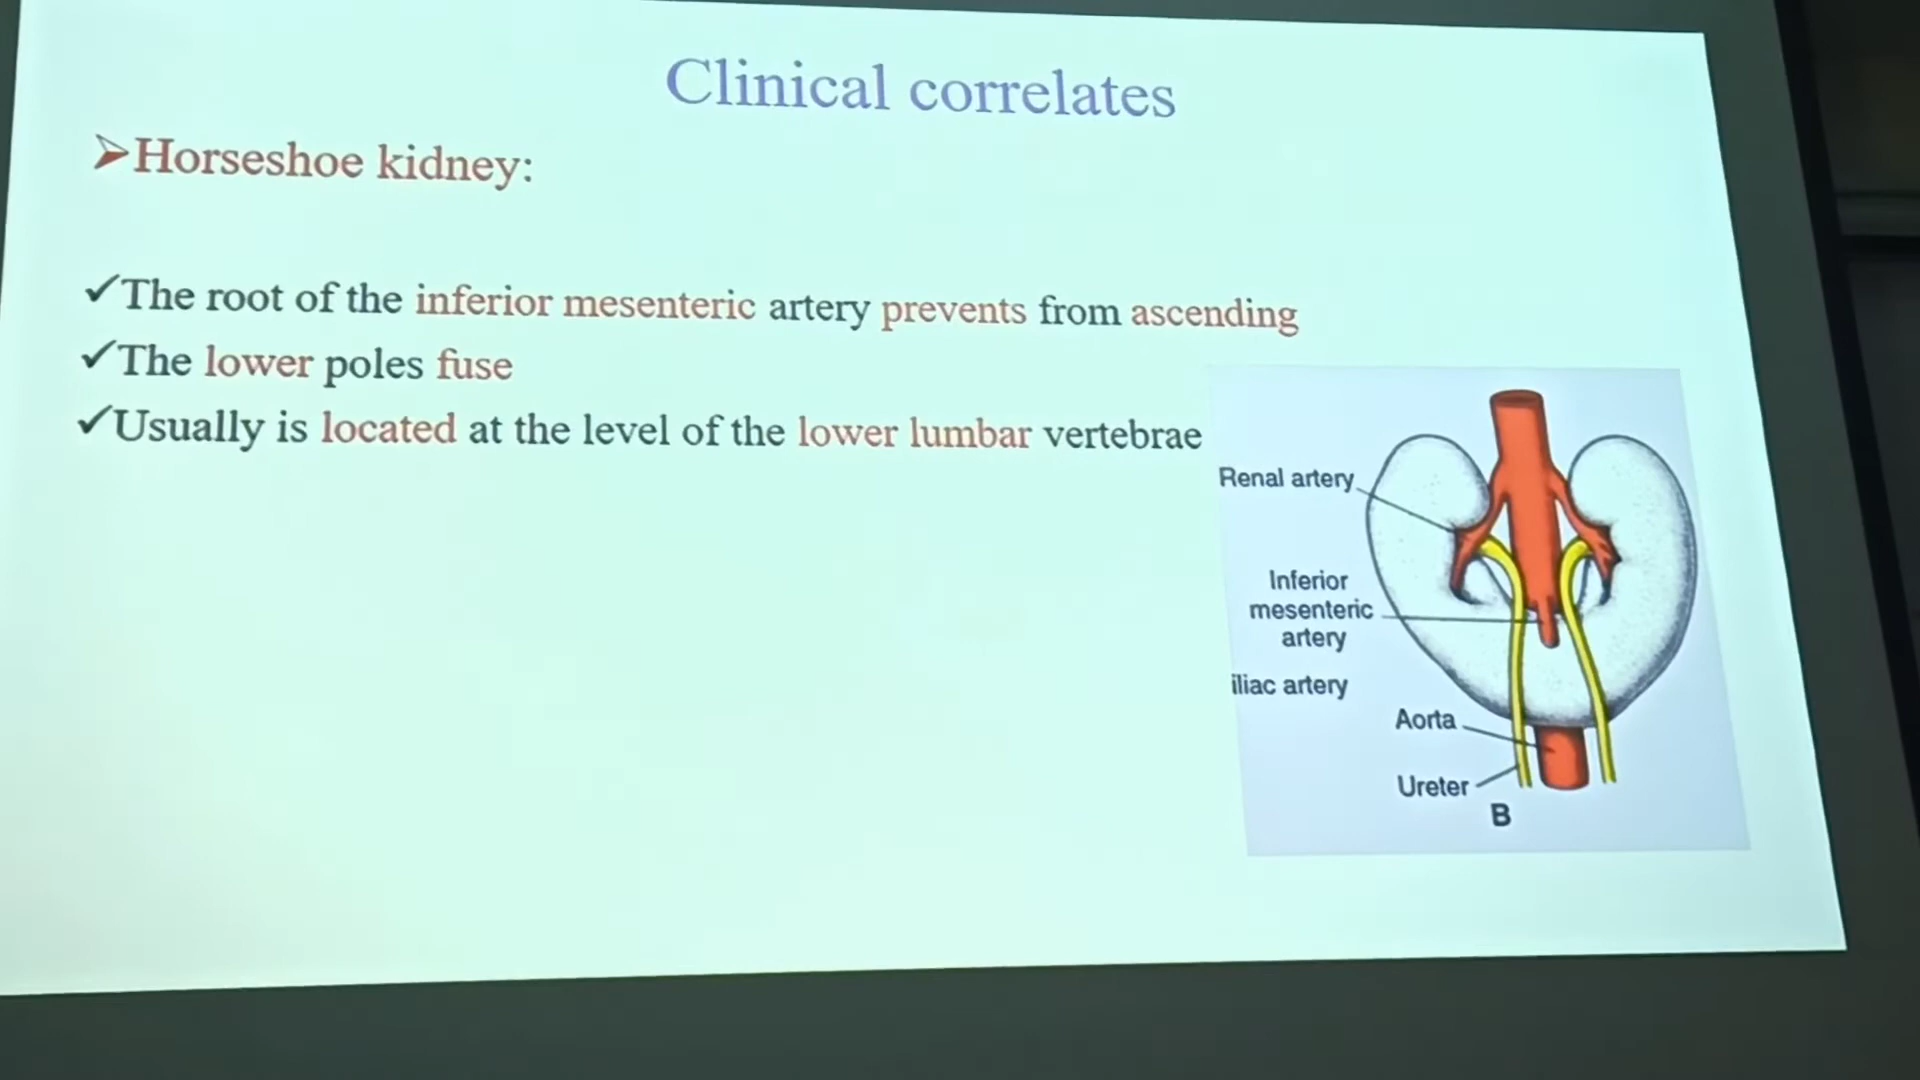 Clinical correlates
➢Horseshoe kidney:
✓The root of the inferior mesenteric artery prevents from ascending
✓The lower poles fuse
✓Usually is located at the level of the lower lumbar vertebrae
Renal artery
Inferior
mesenteric
artery
iliac artery
Aorta
Ureter
B